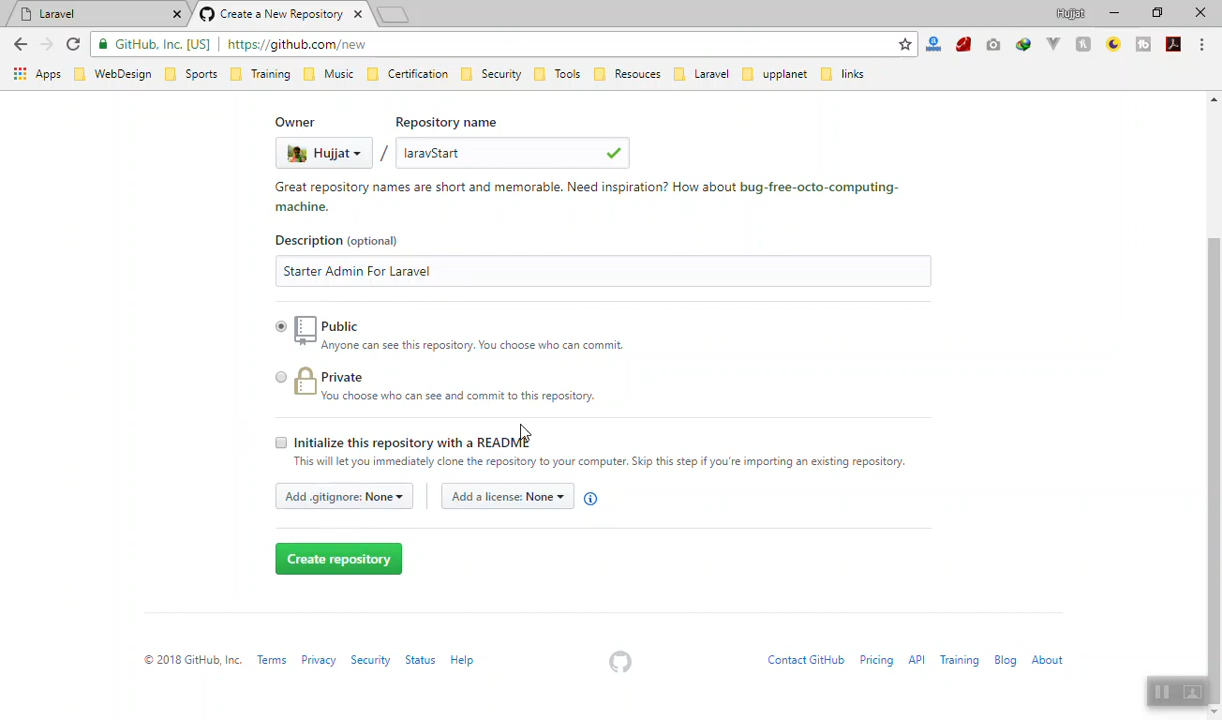 Laravel
Create a New Repository
Hujjat
GitHub, Inc. [US]
https://github.com/new
Apps
WebDesign
Sports
Training
Music
Certification
Security
Tools
Resouces
Laravel
upplanet
links
Owner
Repository name
Hujjat
/
laravStart
Great repository names are short and memorable. Need inspiration? How about bug-free-octo-computing-
machine.
Description (optional)
Starter Admin For Laravel
Public
Anyone can see this repository. You choose who can commit.
Private
You choose who can see and commit to this repository.
Initialize this repository with a README
This will let you immediately clone the repository to your computer. Skip this step if you're importing an existing repository.
Add .gitignore: None
Add a license: None
Create repository
© 2018 GitHub, Inc.
Terms
Privacy
Security
Status
Help
Contact GitHub
Pricing
API
Training
Blog
About